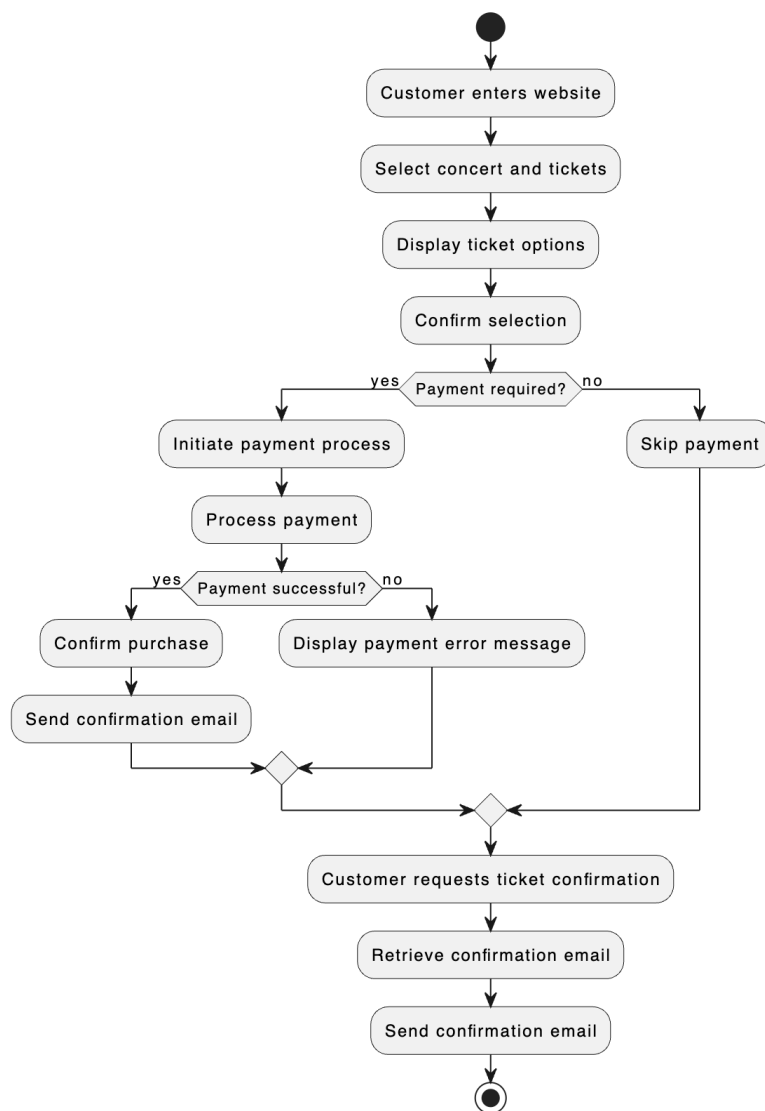 Customer enters website
Select concert and tickets
Display ticket options
Confirm selection
yes
Payment required?
no
Initiate payment process
Skip payment
Process payment
yes
Payment successful?
no
Confirm purchase
Display payment error message
Send confirmation email
Customer requests ticket confirmation
Retrieve confirmation email
Send confirmation email